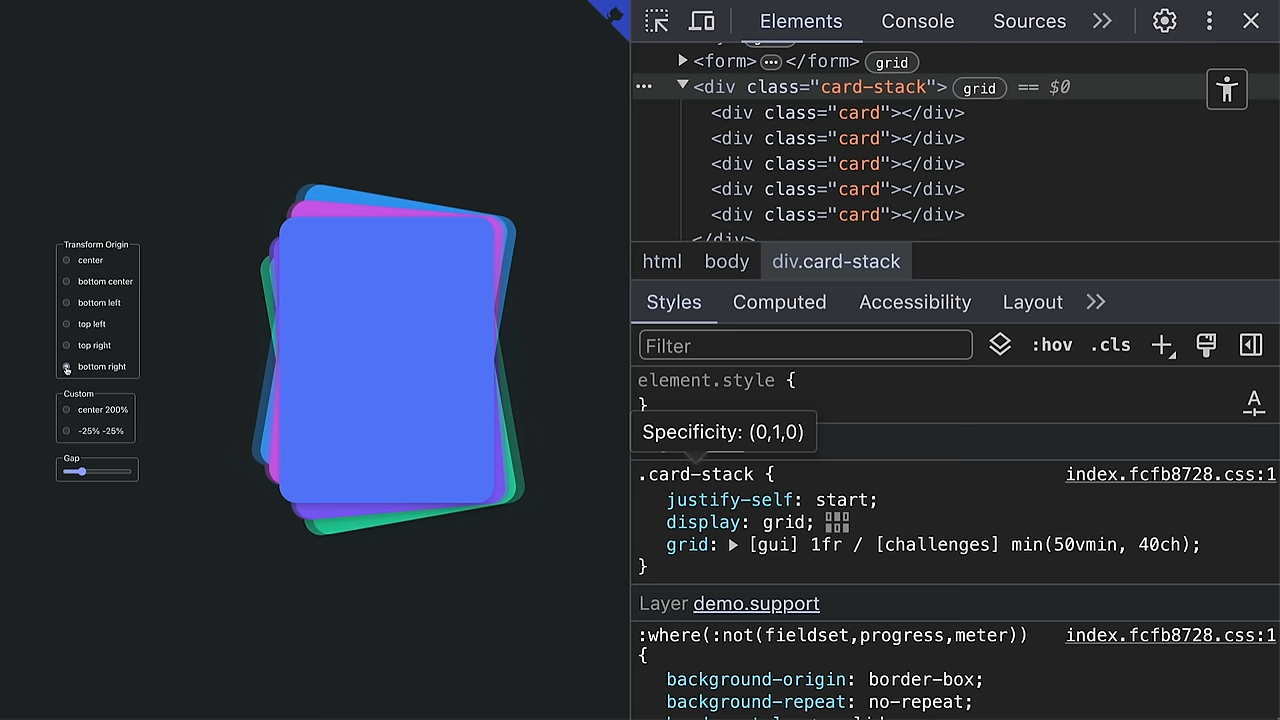 Transform Origin
center
bottom center
bottom left
top left
top right
bottom right
Custom
center 200%
-25% -25%
Gap
Elements Console Sources
<form> </form> grid
<div class="card-stack"> grid == $0
<div class="card"></div>
<div class="card"></div>
<div class="card"></div>
<div class="card"></div>
<div class="card"></div>
</div>
html body div.card-stack
Styles Computed Accessibility Layout
Filter :hov .cls
element.style {
}
Specificity: (0,1,0)
.card-stack { index.fcfb8728.css:1
justify-self: start;
display: grid;
grid: [gui] 1fr / [challenges] min(50vmin, 40ch);
}
Layer demo.support
:where(:not(fieldset,progress,meter)) index.fcfb8728.css:1
{
background-origin: border-box;
background-repeat: no-repeat;